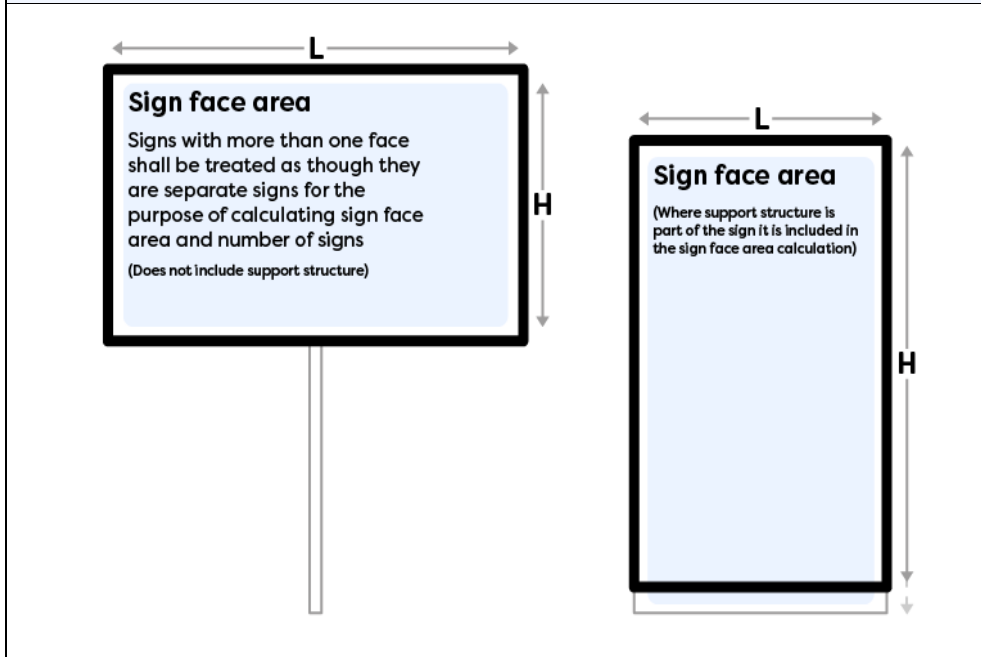 L
Sign face area
Signs with more than one face
shall be treated as though they
are separate signs for the
purpose of calculating sign face
area and number of signs
(Does not include support structure)
H
L
Sign face area
(Where support structure is
part of the sign it is included in
the sign face area calculation)
H